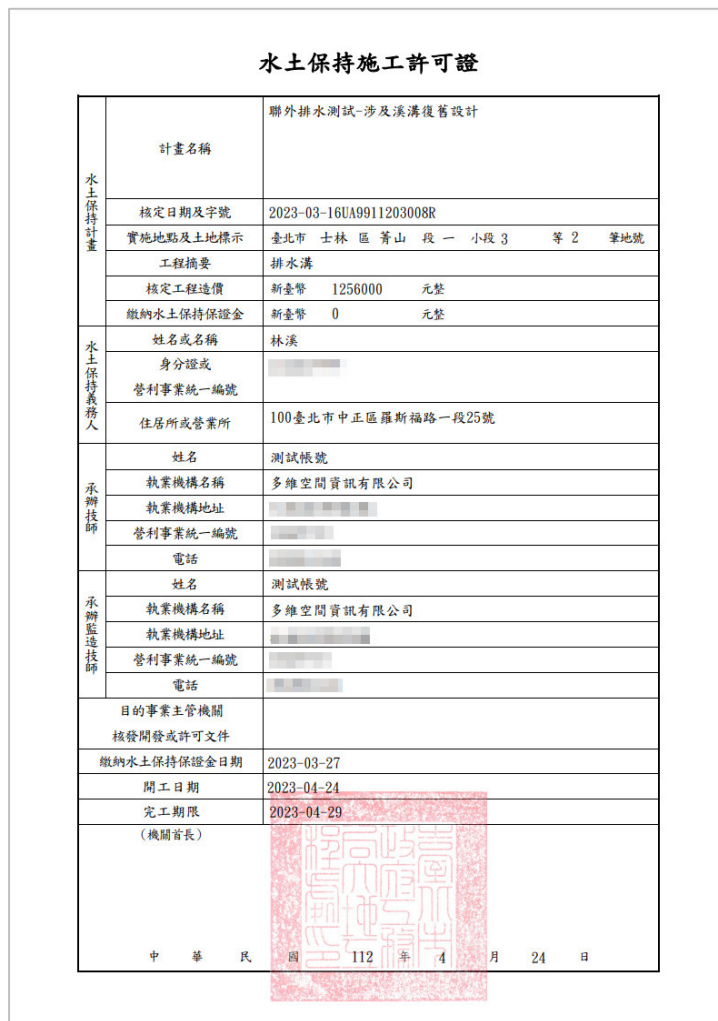 水土保持施工許可證
水土保持計畫
計畫名稱
聯外排水測試-涉及溪溝復舊設計
核定日期及字號
2023-03-16UA9911203008R
實施地點及土地標示
臺北市 士林 區 菁山 段 一 小段 3 等 2 筆地號
工程摘要
排水溝
核定工程造價
新臺幣 1256000 元整
繳納水土保持保證金
新臺幣 0 元整
水土保持義務人
姓名或名稱
林溪
身分證或
營利事業統一編號
住居所或營業所
100臺北市中正區羅斯福路一段25號
承辦技師
姓名
測試帳號
執業機構名稱
多維空間資訊有限公司
執業機構地址
營利事業統一編號
電話
承辦監造技師
姓名
測試帳號
執業機構名稱
多維空間資訊有限公司
執業機構地址
營利事業統一編號
電話
目的事業主管機關
核發開發或許可文件
繳納水土保持保證金日期
2023-03-27
開工日期
2023-04-24
完工期限
2023-04-29
(機關首長)
中 華 民 國 112 年 4 月 24 日